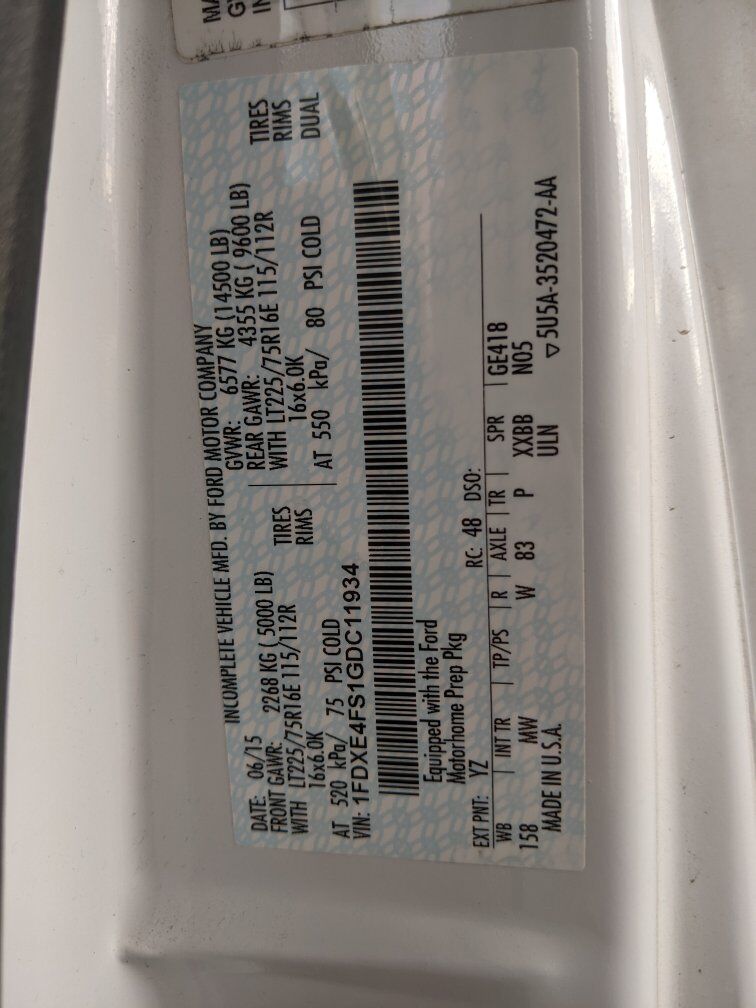 MA
GV
IN
INCOMPLETE VEHICLE MFD. BY FORD MOTOR COMPANY
DATE: 06/15 GVWR: 6577 KG (14500 LB)
FRONT GAWR: 2268 KG ( 5000 LB) REAR GAWR: 4355 KG ( 9600 LB)
WITH LT225/75R16E 115/112R TIRES WITH LT225/75R16E 115/112R TIRES
16x6.0K RIMS 16x6.0K RIMS
AT 520 kPa/ 75 PSI COLD AT 550 kPa/ 80 PSI COLD DUAL
VIN: 1FDXE4FS1GDC11934
Equipped with the Ford
Motorhome Prep Pkg
EXT PNT: YZ RC: 48 DSO:
WB INT TR TP/PS R AXLE TR SPR GE418
158 MW W 83 P XXBB N05
MADE IN U.S.A. ULN ▽5U5A-3520472-AA